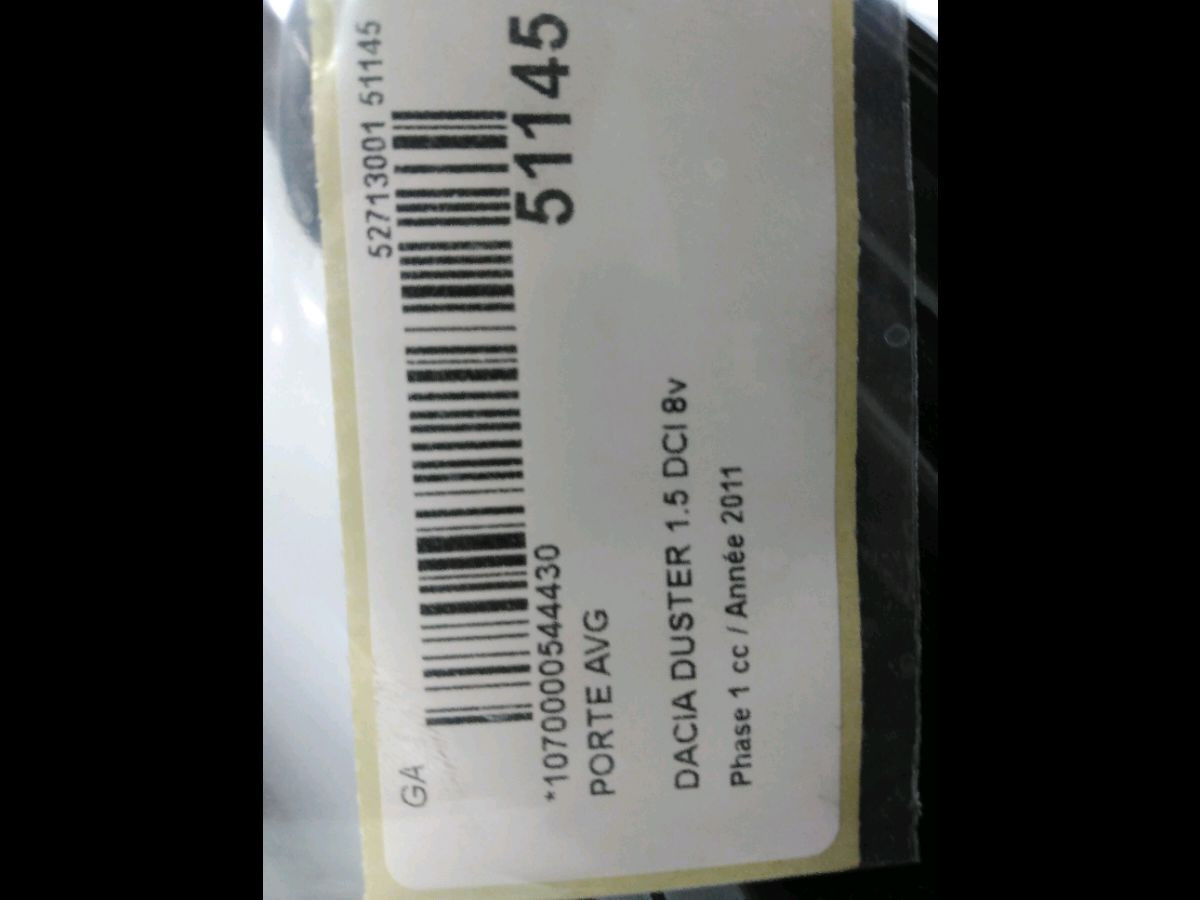 GA
52713001 51145
*1070000544430
51145
PORTE AVG
DACIA DUSTER 1.5 DCI 8v
Phase 1 cc / Année 2011